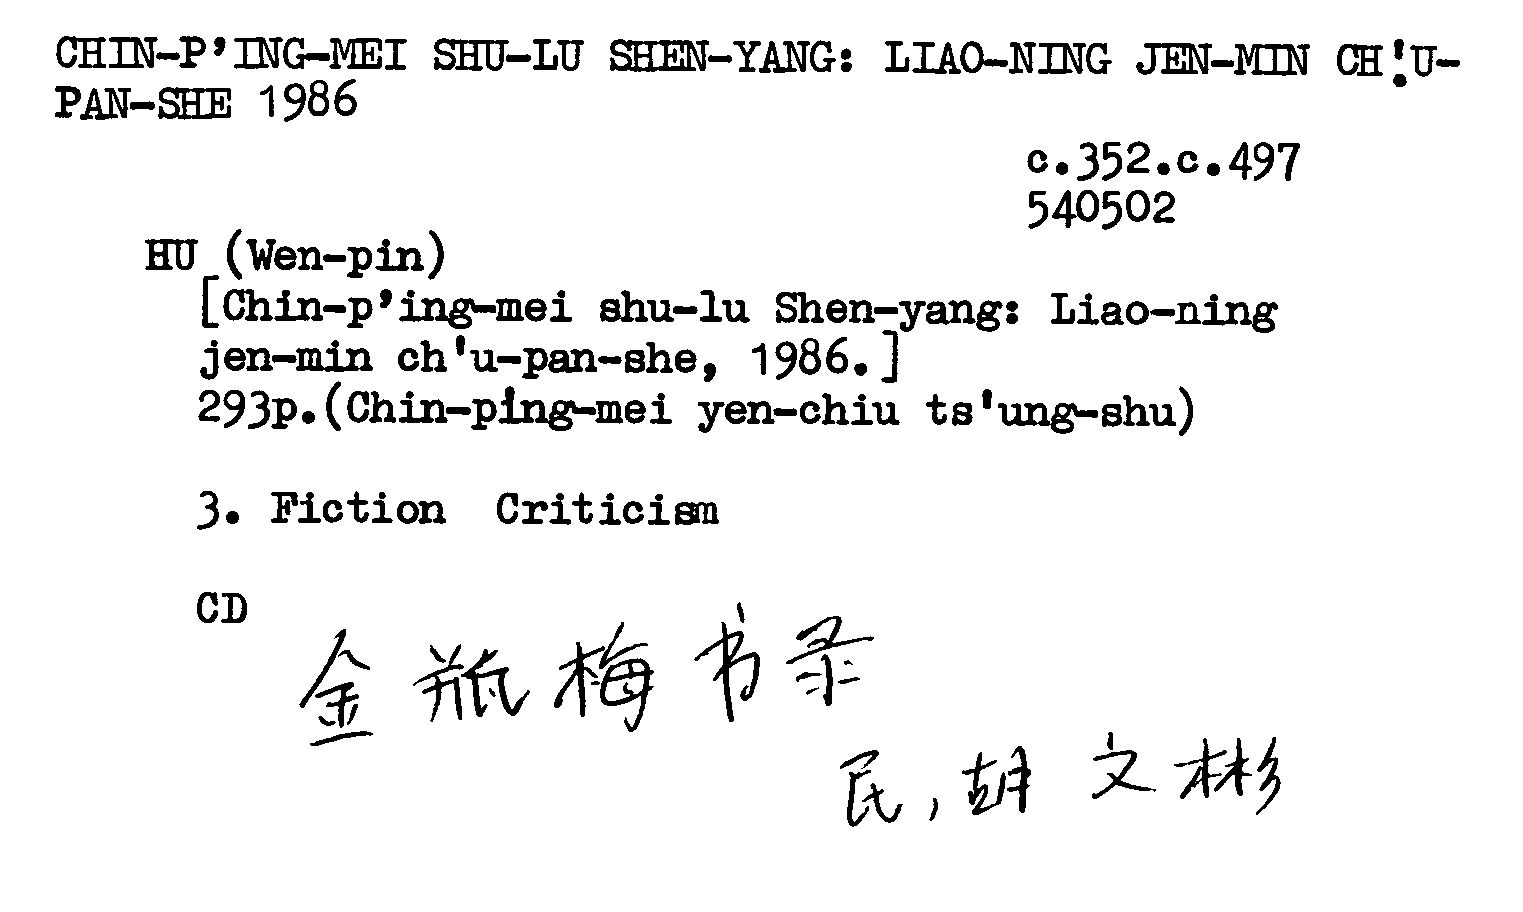 CHIN-P'ING-MEI SHU-LU SHEN-YANG: LIAO-NING JEN-MIN CH'U-
PAN-SHE 1986
c.352.c.497
540502
HU (Wen-pin)
[Chin-p'ing-mei shu-lu Shen-yang: Liao-ning
jen-min ch'u-pan-she, 1986.]
293p.(Chin-ping-mei yen-chiu ts'ung-shu)
3. Fiction Criticism
CD
金瓶梅书录
民,胡文彬